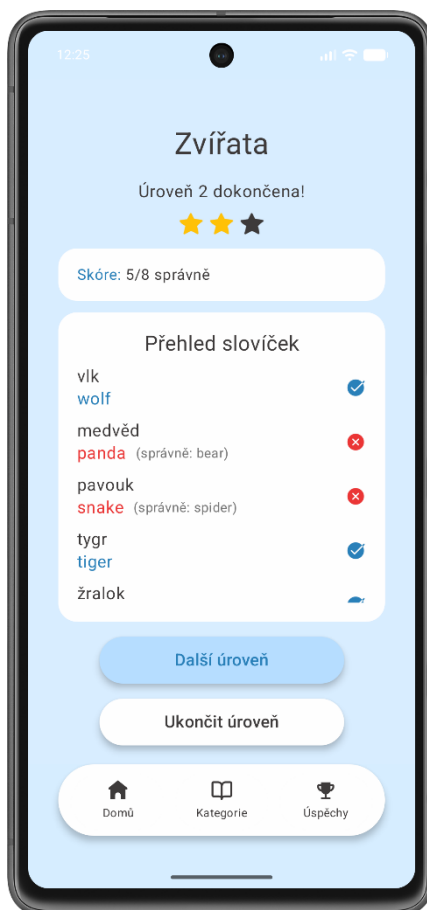 12:25
Zvířata
Úroveň 2 dokončena!
Skóre: 5/8 správně
Přehled slovíček
vlk
wolf
medvěd
panda (správně: bear)
pavouk
snake (správně: spider)
tygr
tiger
žralok
Další úroveň
Ukončit úroveň
Domů Kategorie Úspěchy